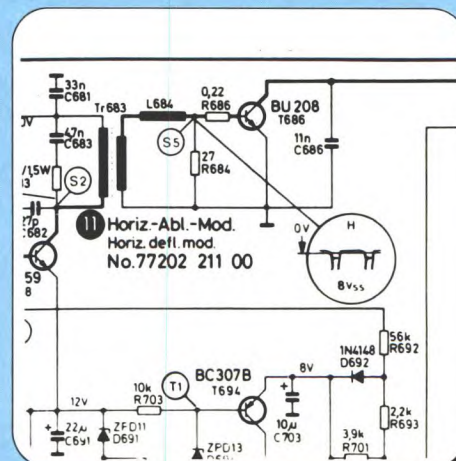 33n
C681
Tr683
L684
0,22
R686
BU 208
T686
0V
47n
C683
S5
27
R684
11n
C686
/1,5W
S2
27p
C682
11 Horiz.-Abl.-Mod.
Horiz. defl. mod.
No.77202 211 00
H
0V
8Vss
59
8
56k
R692
1N4148
D692
BC307B
T694
8V
10k
R703
T1
12V
22µ
C691
ZPD11
D691
ZPD13
10µ
C703
2,2k
R693
3,9k
R701